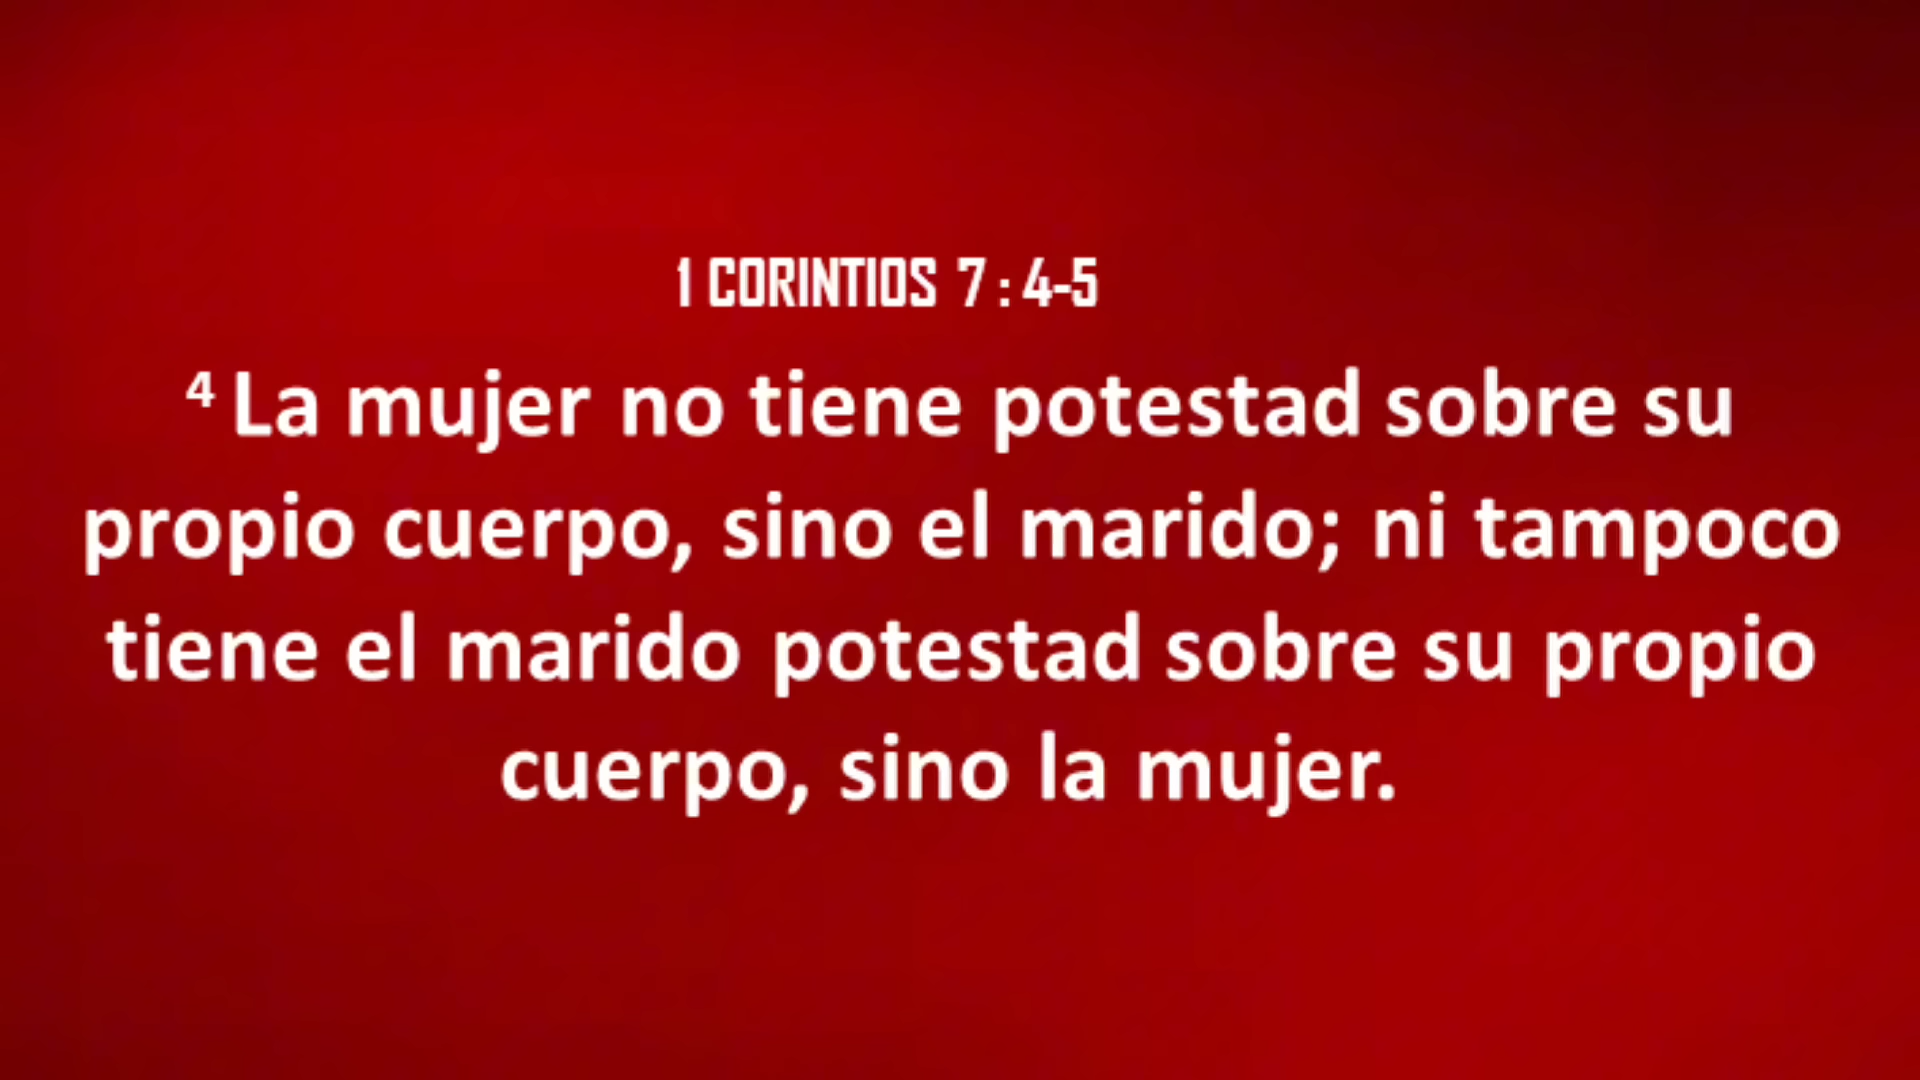 1 CORINTIOS 7 : 4-5
4 La mujer no tiene potestad sobre su
propio cuerpo, sino el marido; ni tampoco
tiene el marido potestad sobre su propio
cuerpo, sino la mujer.